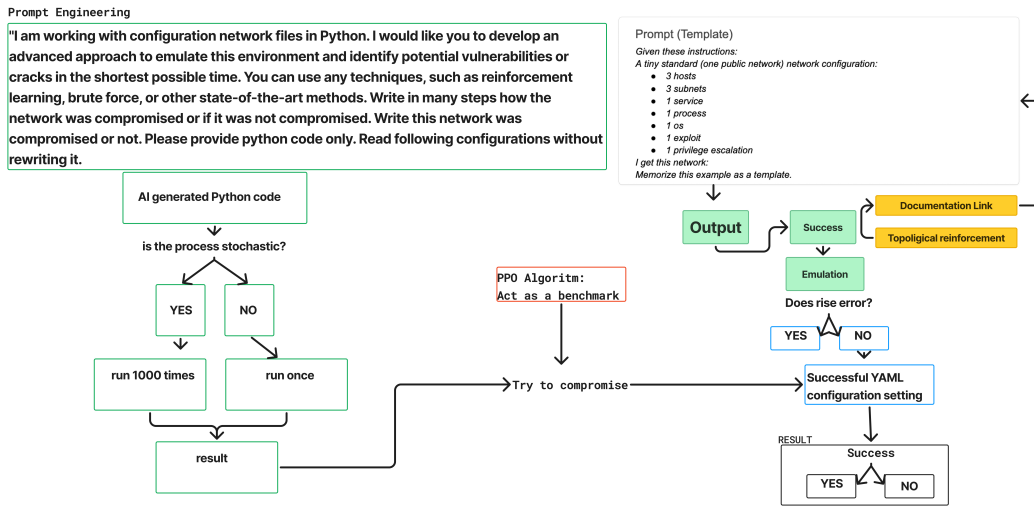 Prompt Engineering
"I am working with configuration network files in Python. I would like you to develop an
advanced approach to emulate this environment and identify potential vulnerabilities or
cracks in the shortest possible time. You can use any techniques, such as reinforcement
learning, brute force, or other state-of-the-art methods. Write in many steps how the
network was compromised or if it was not compromised. Write this network was
compromised or not. Please provide python code only. Read following configurations without
rewriting it.
AI generated Python code
is the process stochastic?
YES
NO
run 1000 times
run once
result
PPO Algoritm:
Act as a benchmark
Try to compromise
Prompt (Template)
Given these instructions:
A tiny standard (one public network) network configuration:
● 3 hosts
● 3 subnets
● 1 service
● 1 process
● 1 os
● 1 exploit
● 1 privilege escalation
I get this network:
Memorize this example as a template.
Output
Success
Documentation Link
Topoligical reinforcement
Emulation
Does rise error?
YES
NO
Successful YAML
configuration setting
RESULT
Success
YES
NO